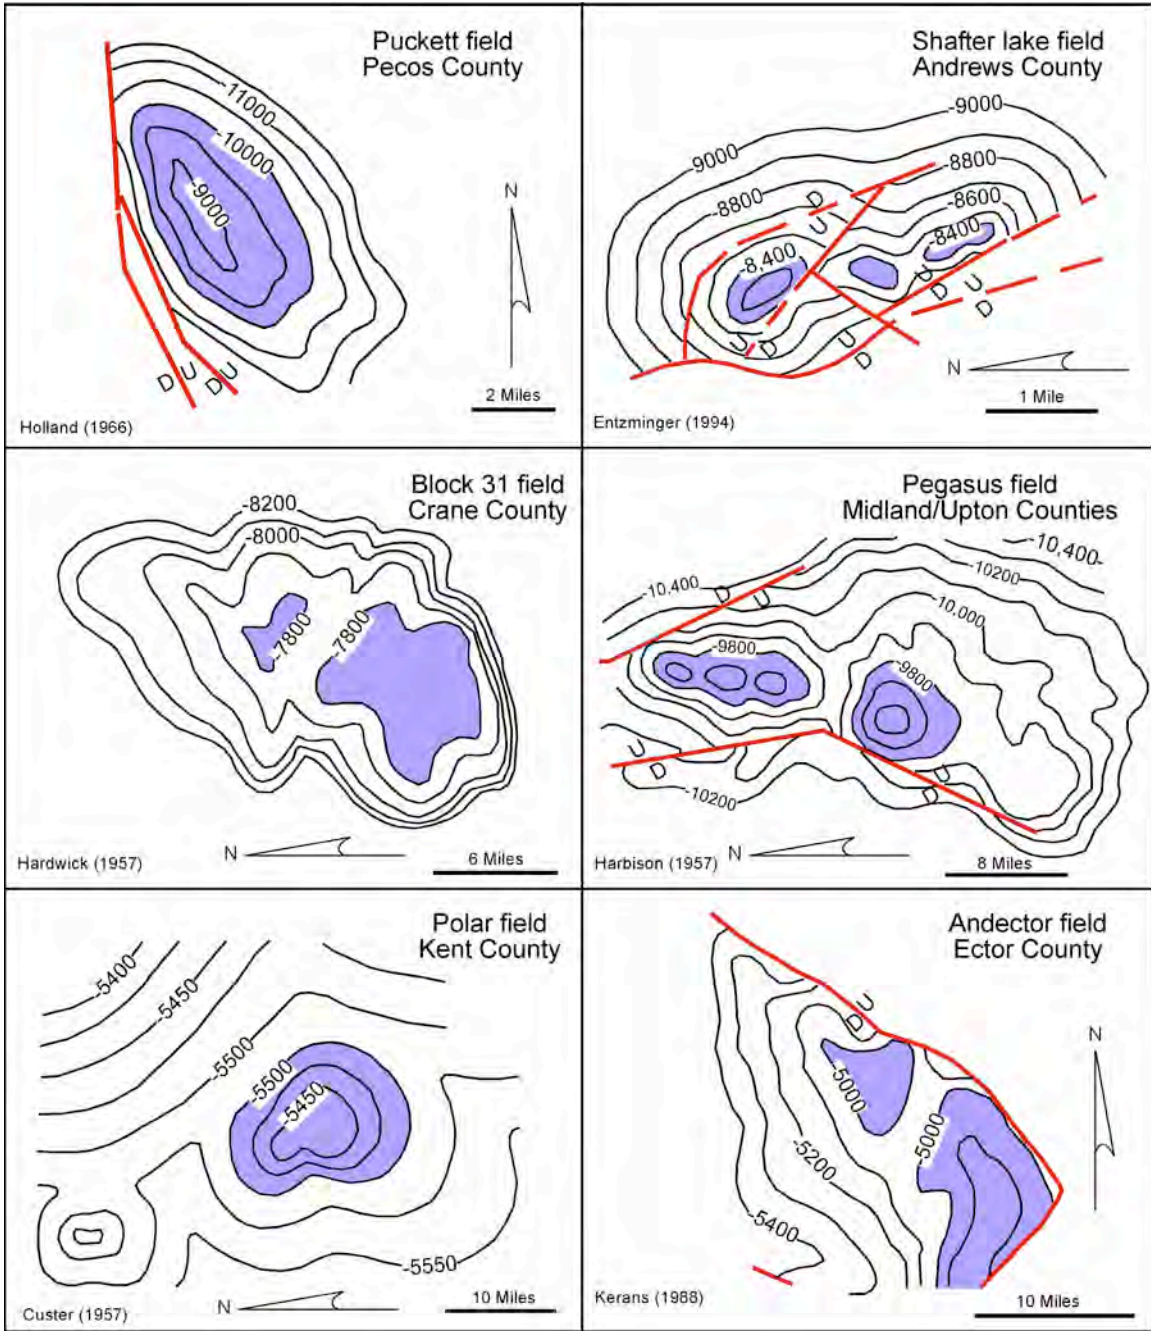 Puckett field
Pecos County
-11000
-10000
-9000
N
D
U
D
U
2 Miles
Holland (1966)
Shafter lake field
Andrews County
-9000
-9000
-8800
-8800
-8600
-8400
-8,400
D
U
U
D
U
D
U
D
U
D
N
1 Mile
Entzminger (1994)
Block 31 field
Crane County
-8200
-8000
-7800
-7800
N
6 Miles
Hardwick (1957)
Pegasus field
Midland/Upton Counties
-10,400
-10200
-10,400
-10,000
D
U
-9800
-9800
U
D
D
D
-10200
N
8 Miles
Harbison (1957)
Polar field
Kent County
-5400
-5450
-5500
-5500
-5450
-5550
N
10 Miles
Custer (1957)
Andector field
Ector County
U
D
N
-5000
-5000
-5200
-5400
10 Miles
Kerans (1988)